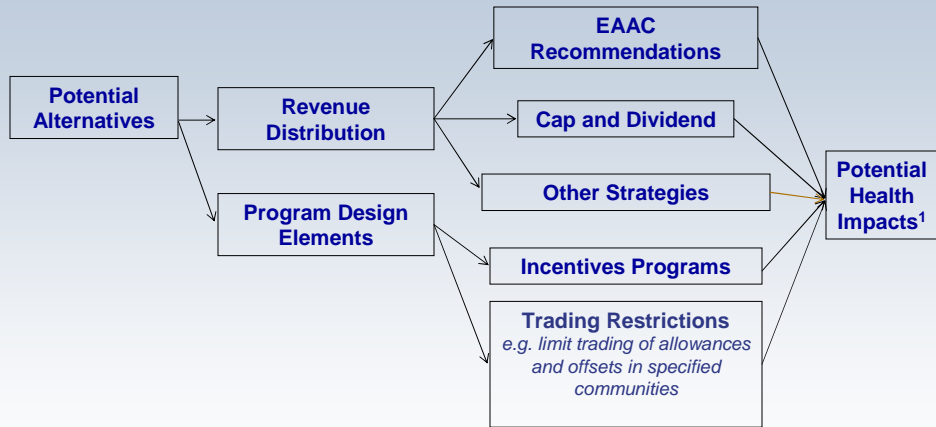 Potential
Alternatives
Revenue
Distribution
Program Design
Elements
EAAC
Recommendations
Cap and Dividend
Other Strategies
Incentives Programs
Trading Restrictions
e.g. limit trading of allowances
and offsets in specified
communities
Potential
Health
Impacts¹